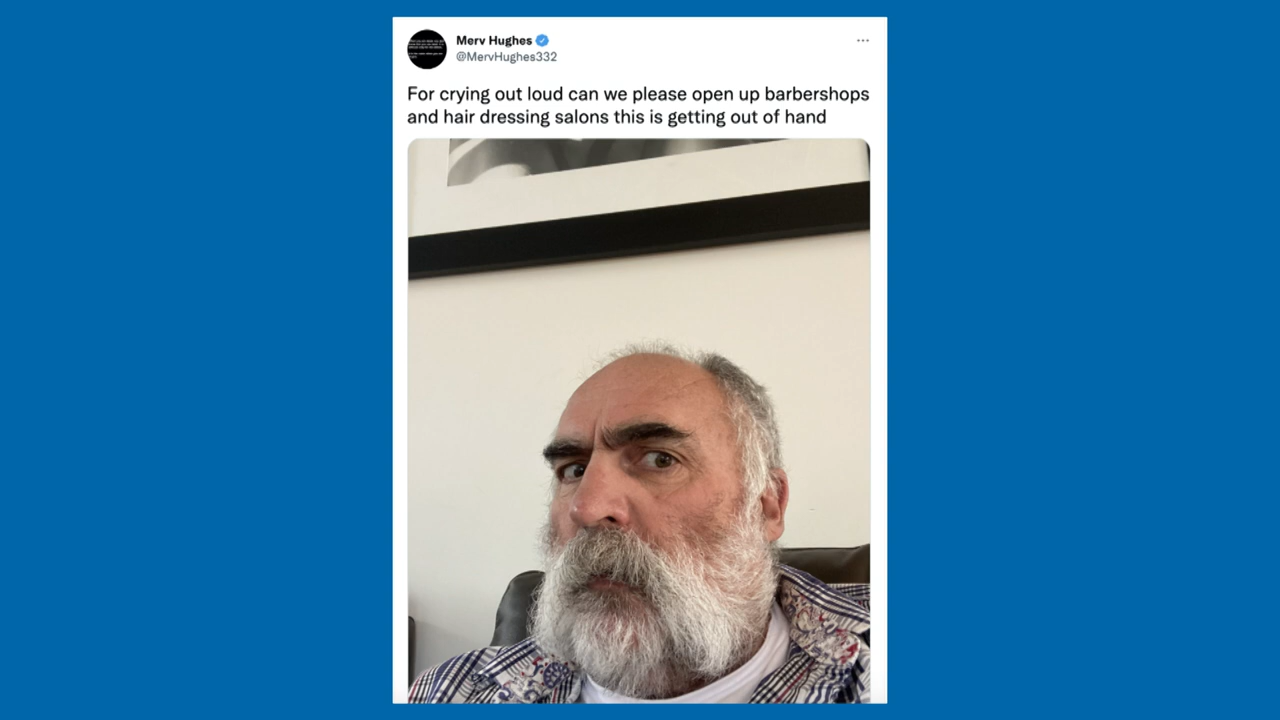 Merv Hughes
@MervHughes332
For crying out loud can we please open up barbershops
and hair dressing salons this is getting out of hand